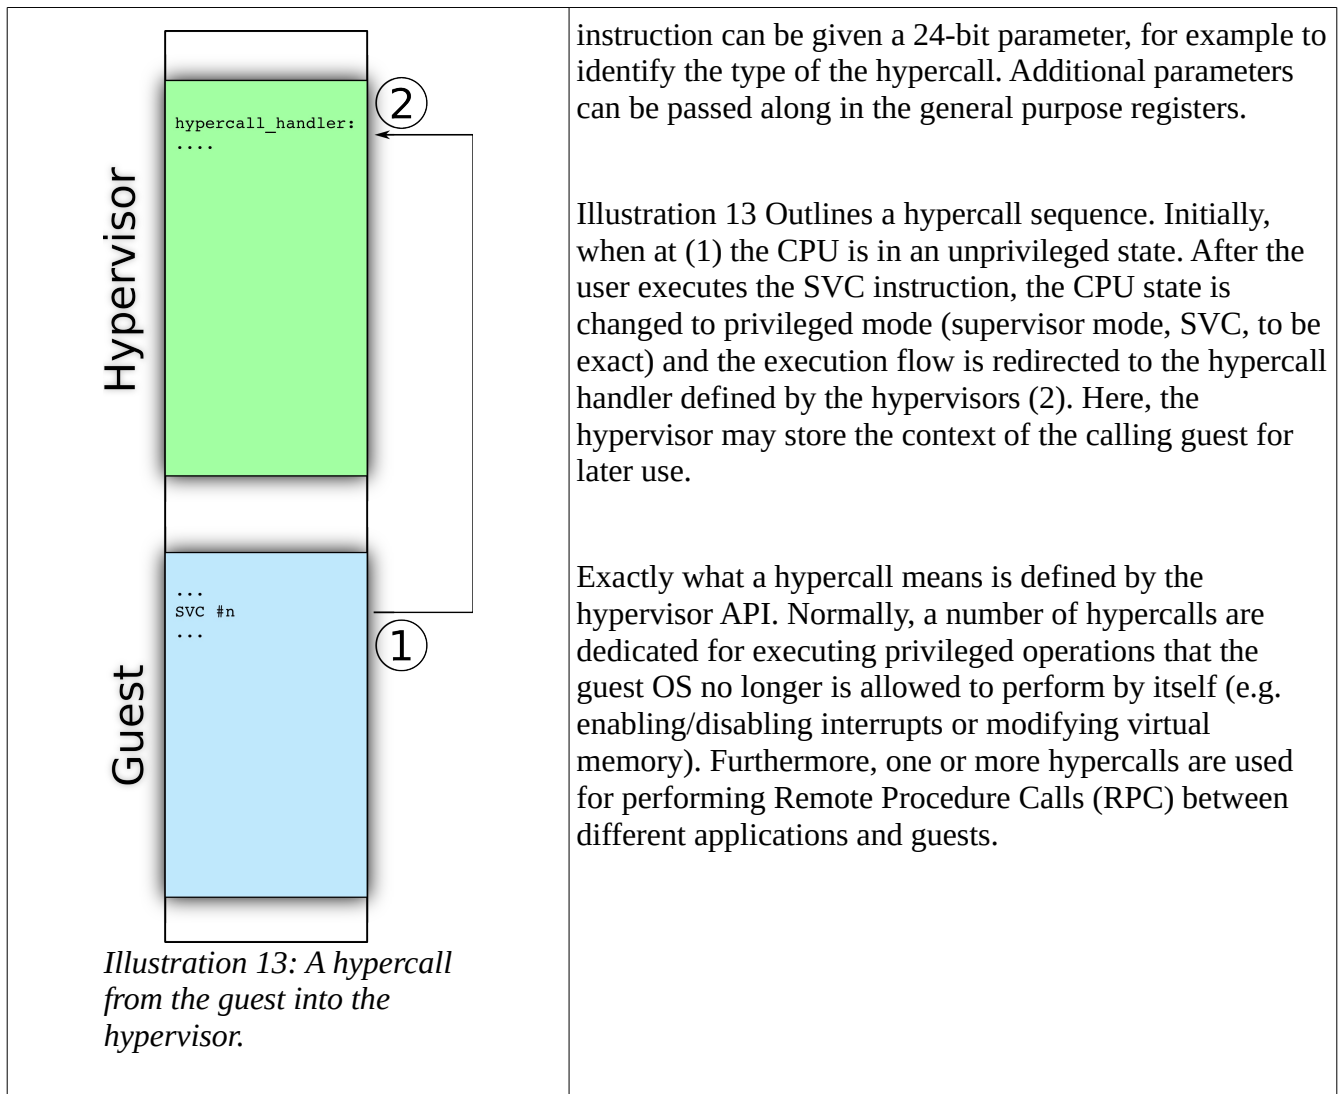 Hypervisor
hypercall_handler:
....
2
Guest
...
SVC #n
...
1
Illustration 13: A hypercall
from the guest into the
hypervisor.
instruction can be given a 24-bit parameter, for example to
identify the type of the hypercall. Additional parameters
can be passed along in the general purpose registers.
Illustration 13 Outlines a hypercall sequence. Initially,
when at (1) the CPU is in an unprivileged state. After the
user executes the SVC instruction, the CPU state is
changed to privileged mode (supervisor mode, SVC, to be
exact) and the execution flow is redirected to the hypercall
handler defined by the hypervisors (2). Here, the
hypervisor may store the context of the calling guest for
later use.
Exactly what a hypercall means is defined by the
hypervisor API. Normally, a number of hypercalls are
dedicated for executing privileged operations that the
guest OS no longer is allowed to perform by itself (e.g.
enabling/disabling interrupts or modifying virtual
memory). Furthermore, one or more hypercalls are used
for performing Remote Procedure Calls (RPC) between
different applications and guests.